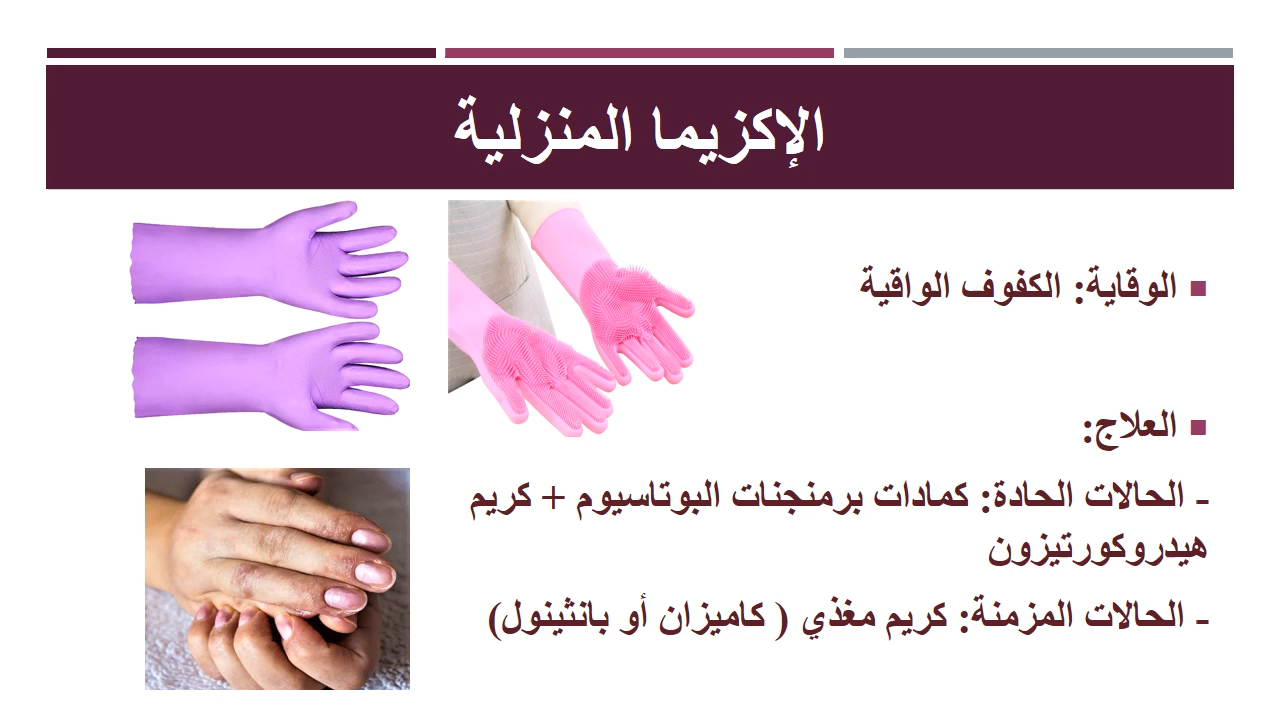 الإكزيما المنزلية
▪ الوقاية: الكفوف الواقية
▪ العلاج:
- الحالات الحادة: كمادات برمنجنات البوتاسيوم + كريم
هيدروكورتيزون
- الحالات المزمنة: كريم مغذي ( كاميزان أو بانثينول)